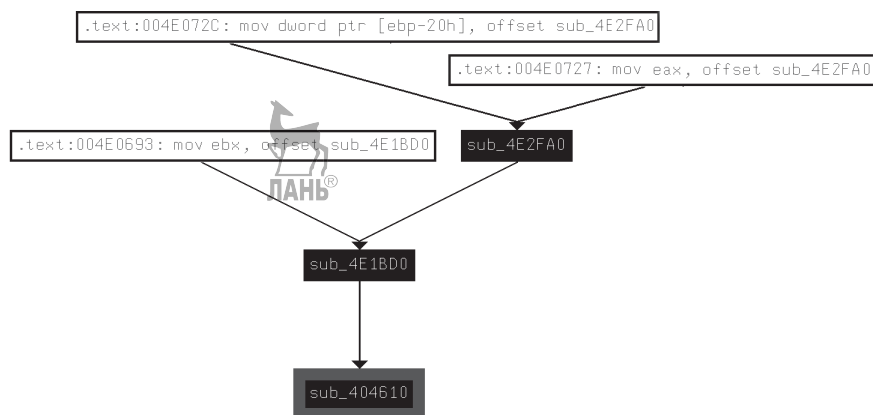 .text:004E072C: mov dword ptr [ebp-20h], offset sub_4E2FA0
.text:004E0727: mov eax, offset sub_4E2FA0
.text:004E0693: mov ebx, offset sub_4E1BD0
sub_4E2FA0
ЛАНЬ®
sub_4E1BD0
sub_404610